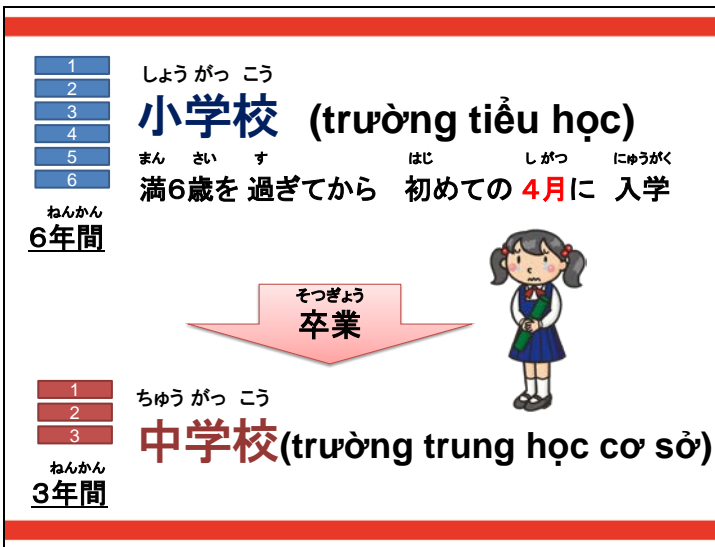 1
2
3
4
5
6
ねんかん
6年間
しょう がっ こう
小学校 (trường tiểu học)
まん さい す はじ しがつ にゅうがく
満6歳を 過ぎてから 初めての 4月に 入学
そつぎょう
卒業
1
2
3
ねんかん
3年間
ちゅう がっ こう
中学校(trường trung học cơ sở)